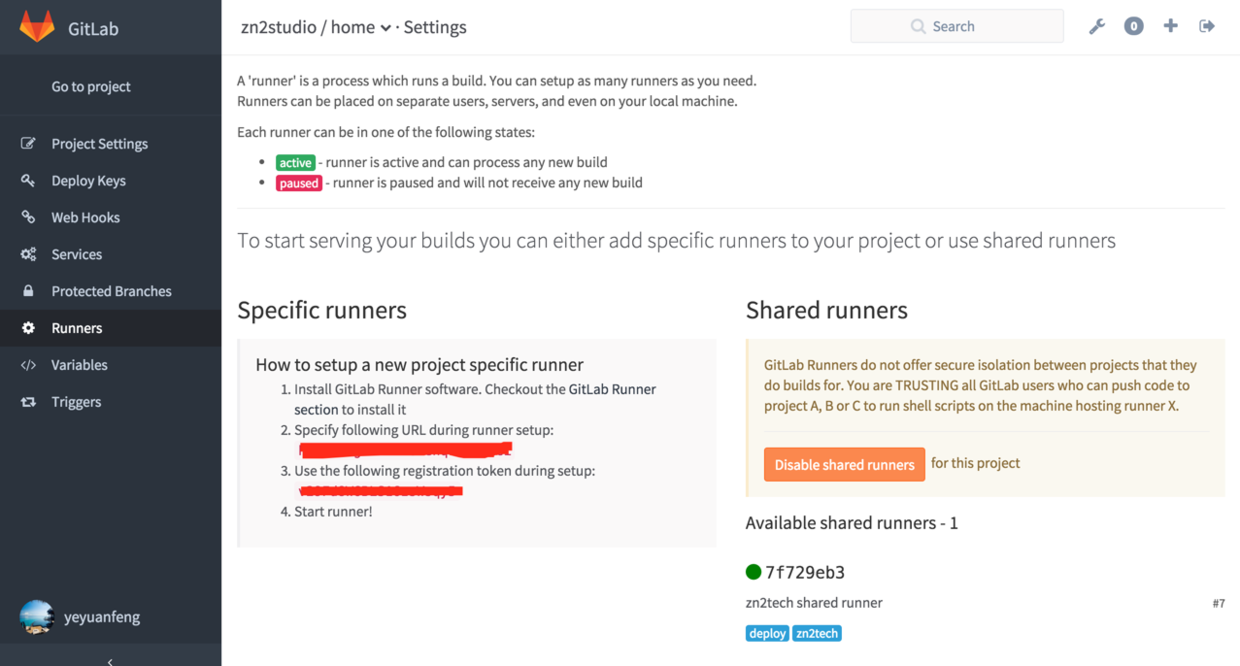 GitLab
zn2studio / home · Settings
Search
0
Go to project
Project Settings
Deploy Keys
Web Hooks
Services
Protected Branches
Runners
Variables
Triggers
yeyuanfeng
A 'runner' is a process which runs a build. You can setup as many runners as you need.
Runners can be placed on separate users, servers, and even on your local machine.
Each runner can be in one of the following states:
• active - runner is active and can process any new build
• paused - runner is paused and will not receive any new build
To start serving your builds you can either add specific runners to your project or use shared runners
Specific runners
How to setup a new project specific runner
1. Install GitLab Runner software. Checkout the GitLab Runner
section to install it
2. Specify following URL during runner setup:
3. Use the following registration token during setup:
4. Start runner!
Shared runners
GitLab Runners do not offer secure isolation between projects that they
do builds for. You are TRUSTING all GitLab users who can push code to
project A, B or C to run shell scripts on the machine hosting runner X.
Disable shared runners for this project
Available shared runners - 1
7f729eb3
zn2tech shared runner #7
deploy zn2tech